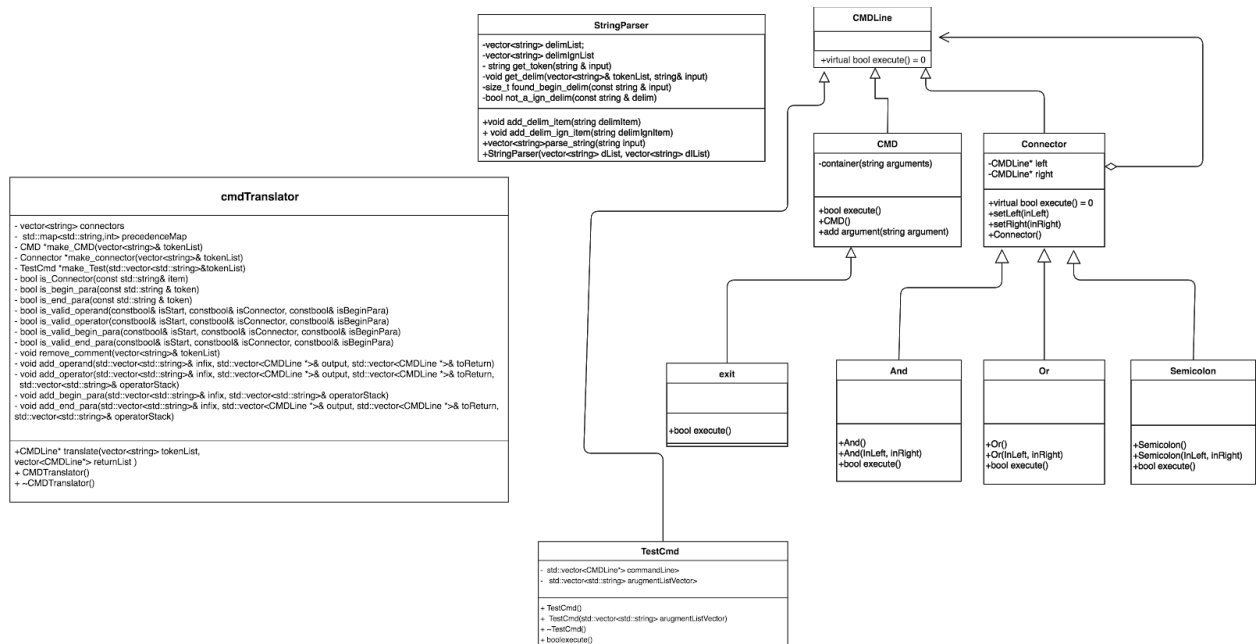 StringParser
-vector<string> delimList;
-vector<string> delimIgnList
- string get_token(string & input)
-void get_delim(vector<string>& tokenList, string& input)
-size_t found_begin_delim(const string & input)
-bool not_a_ign_delim(const string & delim)
+void add_delim_item(string delimItem)
+ void add_delim_ign_item(string delimIgnItem)
+vector<string>parse_string(string input)
+StringParser(vector<string> dList, vector<string> dIList)
CMDLine
+virtual bool execute() = 0
CMD
-container(string arguments)
+bool execute()
+CMD()
+add argument(string argument)
Connector
-CMDLine* left
-CMDLine* right
+virtual bool execute() = 0
+setLeft(inLeft)
+setRight(inRight)
+Connector()
cmdTranslator
- vector<string> connectors
- std::map<std::string,int> precedenceMap
- CMD *make_CMD(vector<string>& tokenList)
- Connector *make_connector(vector<string>& tokenList)
- TestCmd *make_Test(std::vector<std::string>&tokenList)
- bool is_Connector(const std::string& item)
- bool is_begin_para(const std::string & token)
- bool is_end_para(const std::string & token)
- bool is_valid_operand(constbool& isStart, constbool& isConnector, constbool& isBeginPara)
- bool is_valid_operator(constbool& isStart, constbool& isConnector, constbool& isBeginPara)
- bool is_valid_begin_para(constbool& isStart, constbool& isConnector, constbool& isBeginPara)
- bool is_valid_end_para(constbool& isStart, constbool& isConnector, constbool& isBeginPara)
- void remove_comment(vector<string>& tokenList)
- void add_operand(std::vector<std::string>& infix, std::vector<CMDLine *>& output, std::vector<CMDLine *>& toReturn)
- void add_operator(std::vector<std::string>& infix, std::vector<CMDLine *>& output, std::vector<CMDLine *>& toReturn,
std::vector<std::string>& operatorStack)
- void add_begin_para(std::vector<std::string>& infix, std::vector<std::string>& operatorStack)
- void add_end_para(std::vector<std::string>& infix, std::vector<CMDLine *>& output, std::vector<CMDLine *>& toReturn,
std::vector<std::string>& operatorStack)
+CMDLine* translate(vector<string> tokenList,
vector<CMDLine*> returnList )
+ CMDTranslator()
+ ~CMDTranslator()
exit
+bool execute()
And
+And()
+And(InLeft, inRight)
+bool execute()
Or
+Or()
+Or(InLeft, inRight)
+bool execute()
Semicolon
+Semicolon()
+Semicolon(InLeft, inRight)
+bool execute()
TestCmd
- std::vector<CMDLine*> commandLine>
- std::vector<std::string> arugmentListVector>
+ TestCmd()
+ TestCmd(std::vector<std::string> arugmentListVector)
+ ~TestCmd()
+ boolexecute()